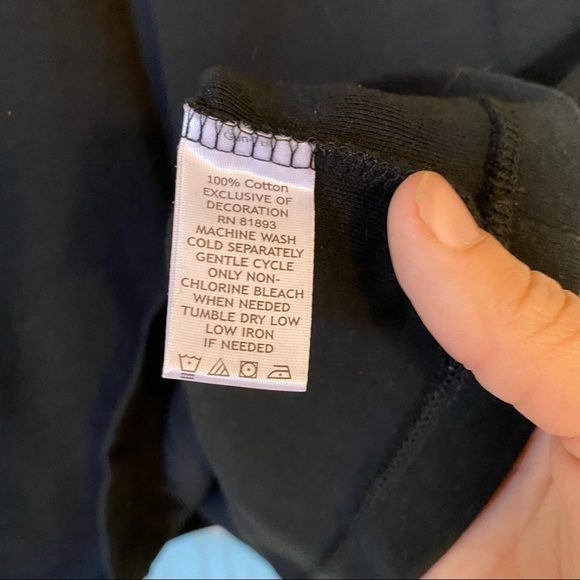 100% Cotton
EXCLUSIVE OF
DECORATION
RN 81893
MACHINE WASH
COLD SEPARATELY
GENTLE CYCLE
ONLY NON-
CHLORINE BLEACH
WHEN NEEDED
TUMBLE DRY LOW
LOW IRON
IF NEEDED